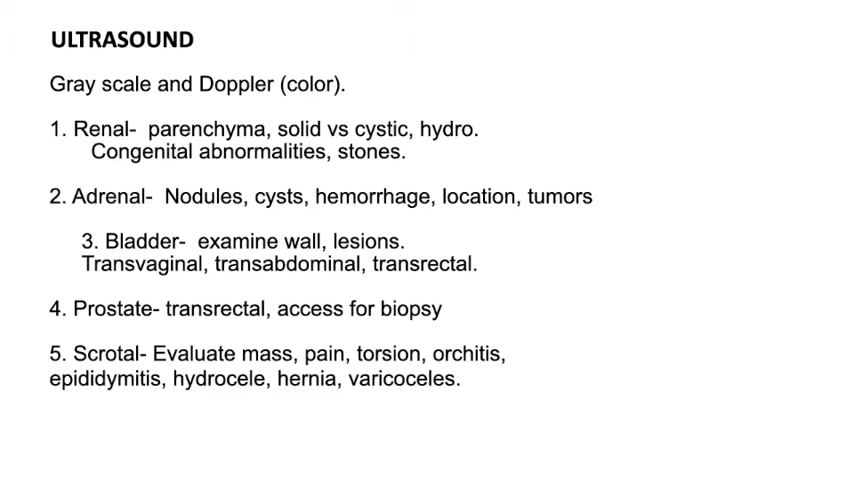 ULTRASOUND
Gray scale and Doppler (color).
1. Renal-  parenchyma, solid vs cystic, hydro.
Congenital abnormalities, stones.
2. Adrenal-  Nodules, cysts, hemorrhage, location, tumors
3. Bladder-  examine wall, lesions.
Transvaginal, transabdominal, transrectal.
4. Prostate- transrectal, access for biopsy
5. Scrotal- Evaluate mass, pain, torsion, orchitis,
epididymitis, hydrocele, hernia, varicoceles.